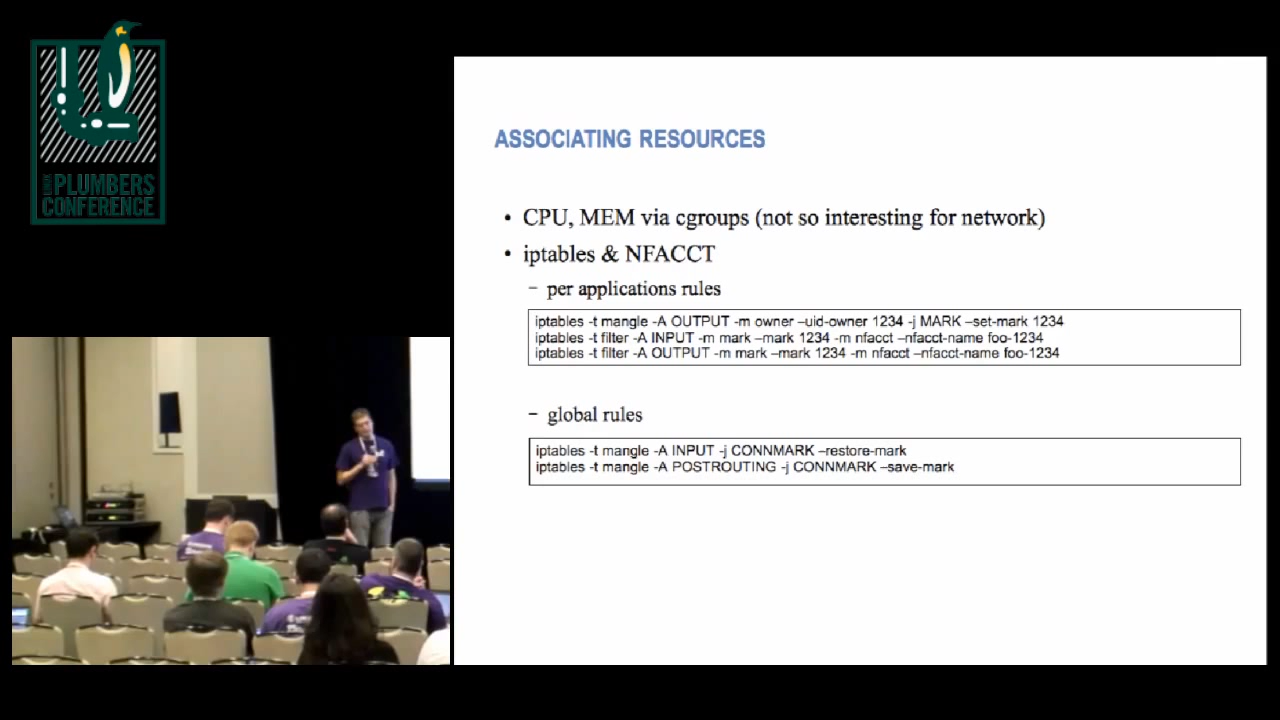 LINUX
PLUMBERS
CONFERENCE
ASSOCIATING RESOURCES
• CPU, MEM via cgroups (not so interesting for network)
• iptables & NFACCT
– per applications rules
iptables -t mangle -A OUTPUT -m owner –uid-owner 1234 -j MARK –set-mark 1234
iptables -t filter -A INPUT -m mark –mark 1234 -m nfacct –nfacct-name foo-1234
iptables -t filter -A OUTPUT -m mark –mark 1234 -m nfacct –nfacct-name foo-1234
– global rules
iptables -t mangle -A INPUT -j CONNMARK –restore-mark
iptables -t mangle -A POSTROUTING -j CONNMARK –save-mark